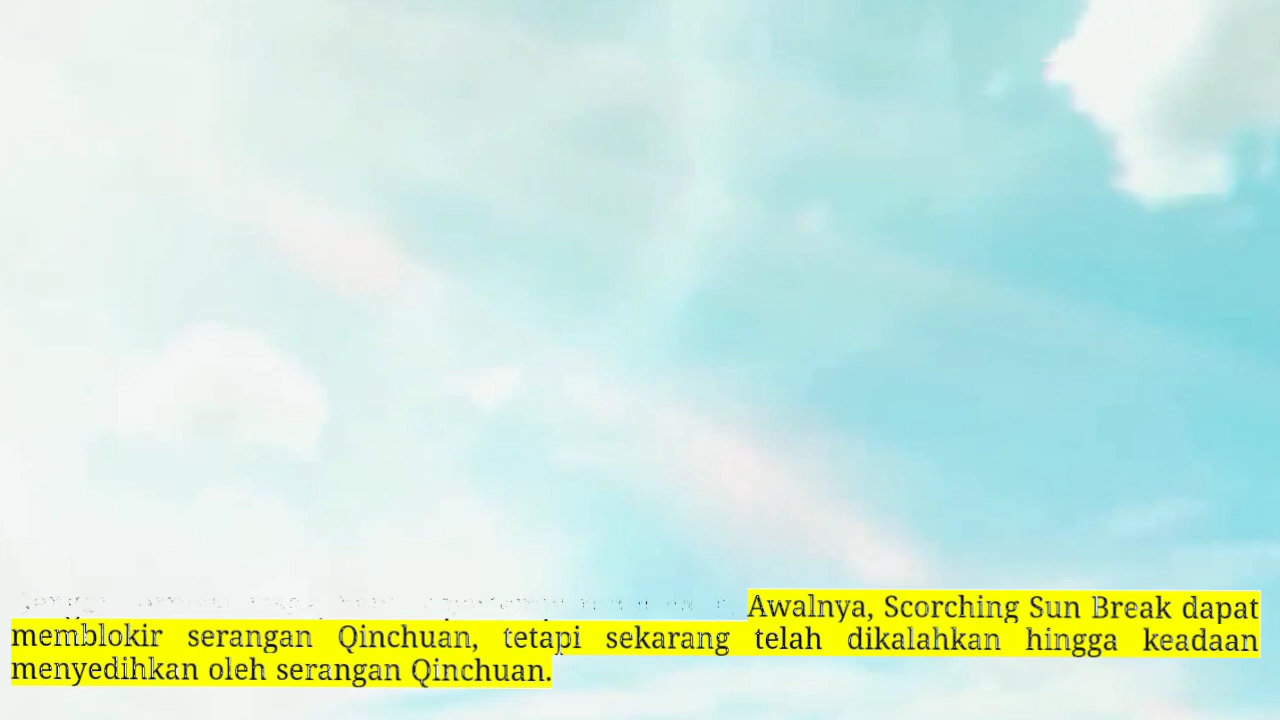 Awalnya, Scorching Sun Break dapat
memblokir serangan Qinchuan, tetapi sekarang telah dikalahkan hingga keadaan
menyedihkan oleh serangan Qinchuan.